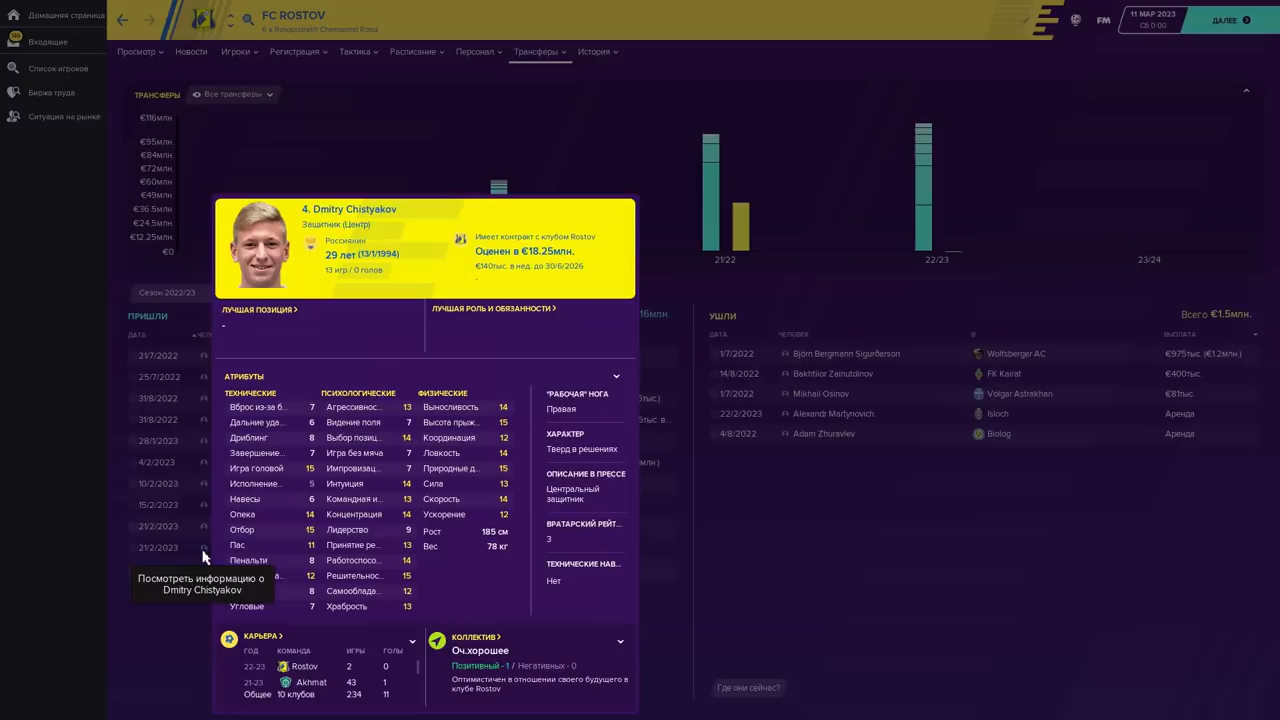 Домашняя страница
FC ROSTOV
11 МАР 2023
Сб 0:00
ДАЛЕЕ
FM
Входящие
Список игроков
Биржа труда
Ситуация на рынке
Просмотр Новости Игроки Регистрация Тактика Расписание Персонал Трансферы История
ТРАНСФЕРЫ Все трансферы
€116млн.
€95млн.
€84млн.
€72млн.
€60млн.
€49млн.
€36.5млн.
€24.5млн.
€12.25млн.
€0
21/22 22/23 23/24
Сезон 2022/23
ПРИШЛИ
ДАТА
21/7/2022
25/7/2022
31/8/2022
31/8/2022
28/1/2023
4/2/2023
10/2/2023
15/2/2023
21/2/2023
21/2/2023
Посмотреть информацию о
Dmitry Chistyakov
4. Dmitry Chistyakov
Защитник (Центр)
Россиянин
29 лет (13/1/1994)
13 игр / 0 голов
Имеет контракт с клубом Rostov
Оценен в €18.25млн.
€140тыс. в нед. до 30/6/2026
-
ЛУЧШАЯ ПОЗИЦИЯ
-
ЛУЧШАЯ РОЛЬ И ОБЯЗАННОСТЬ
АТРИБУТЫ
ТЕХНИЧЕСКИЕ
Вброс из-за б... 7
Дальние уда... 6
Дриблинг 8
Завершение... 7
Игра головой 15
Исполнение... 5
Навесы 6
Опека 14
Отбор 15
Пас 11
Пенальти 8
а... 12
8
Угловые 7
ПСИХОЛОГИЧЕСКИЕ
Агрессивнос... 13
Видение поля 7
Выбор позиц... 14
Игра без мяча 7
Импровизац... 7
Интуиция 14
Командная и... 13
Концентрация 14
Лидерство 9
Принятие ре... 13
Работоспосо... 14
Решительнос... 15
Самооблада... 12
Храбрость 13
ФИЗИЧЕСКИЕ
Выносливость 14
Высота прыж... 15
Координация 12
Ловкость 14
Природные д... 15
Сила 13
Скорость 14
Ускорение 12
Рост 185 см
Вес 78 кг
"РАБОЧАЯ" НОГА
Правая
ХАРАКТЕР
Тверд в решениях
ОПИСАНИЕ В ПРЕССЕ
Центральный
защитник
ВРАТАРСКИЙ РЕЙТ...
3
ТЕХНИЧЕСКИЕ НАВ...
Нет
КАРЬЕРА
ГОД КОМАНДА ИГРЫ ГОЛЫ
22-23 Rostov 2 0
21-23 Akhmat 43 1
Общее 10 клубов 234 11
КОЛЛЕКТИВ
Оч.хорошее
Позитивный - 1 / Негативных - 0
Оптимистичен в отношении своего будущего в
клубе Rostov
16млн.
УШЛИ
Всего €1.5млн.
ДАТА ЧЕЛОВЕК В ВЫПЛАТА
1/7/2022 Björn Bergmann Sigurðarson Wolfsberger AC €975тыс. (€1.2млн.)
14/8/2022 Bakhtiior Zainutdinov FK Kairat €400тыс.
1/7/2022 Mikhail Osinov Volgar Astrakhan €81тыс
22/2/2023 Alexandr Martynovich Isloch Аренда
4/8/2022 Adam Zhuravlev Biolog Аренда
Где они сейчас?